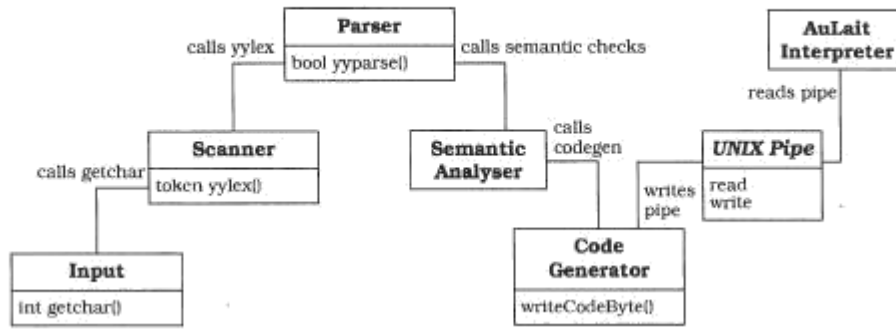 Parser
bool yyparse()
calls yylex
calls semantic checks
AuLait
Interpreter
reads pipe
Scanner
token yylex()
calls getchar
Semantic
Analyser
calls
codegen
UNIX Pipe
read
write
writes
pipe
Input
int getchar()
Code
Generator
writeCodeByte()